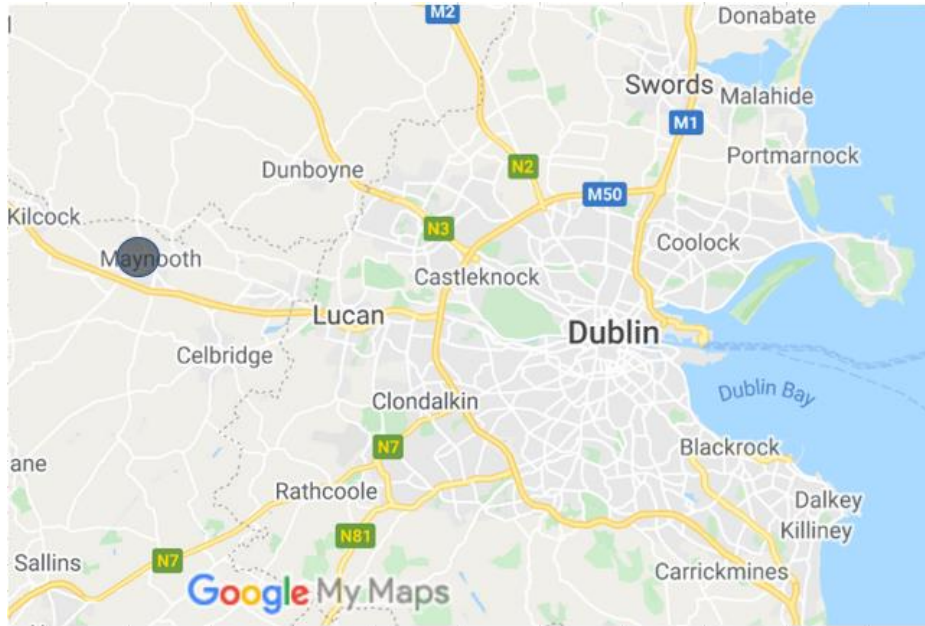 M2
Donabate
Swords
Malahide
M1
Portmarnock
Dunboyne
N2
M50
Kilcock
N3
Coolock
Maynooth
Castleknock
Lucan
Dublin
Celbridge
Dublin Bay
Clondalkin
N7
Blackrock
ane
Rathcoole
Dalkey
Killiney
N81
Sallins
N7
Carrickmines
Google My Maps